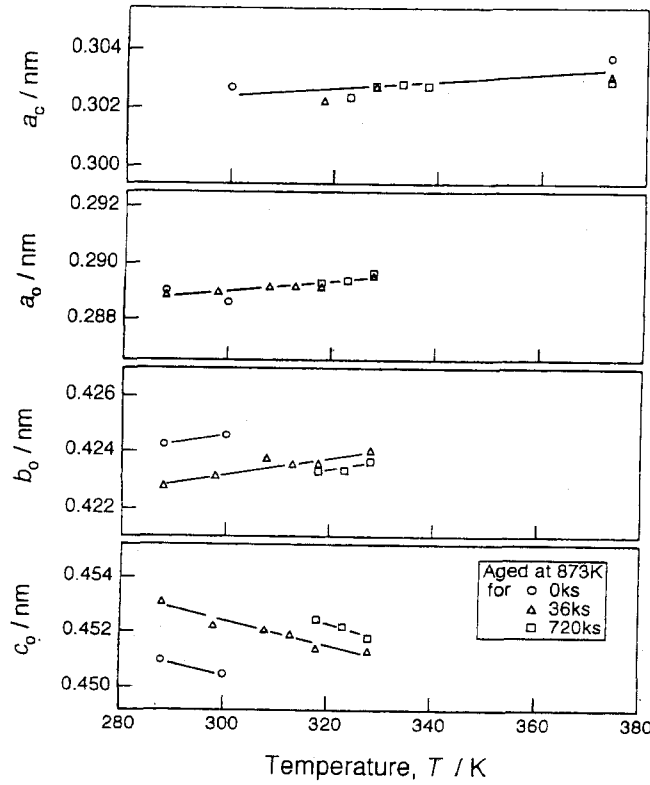 0.304
0.302
0.300
a_c / nm
0.292
0.290
0.288
a_o / nm
0.426
0.424
0.422
b_o / nm
0.454
0.452
0.450
c_o / nm
Aged at 873K
for ○ 0ks
△ 36ks
□ 720ks
280 300 320 340 360 380
Temperature, T / K